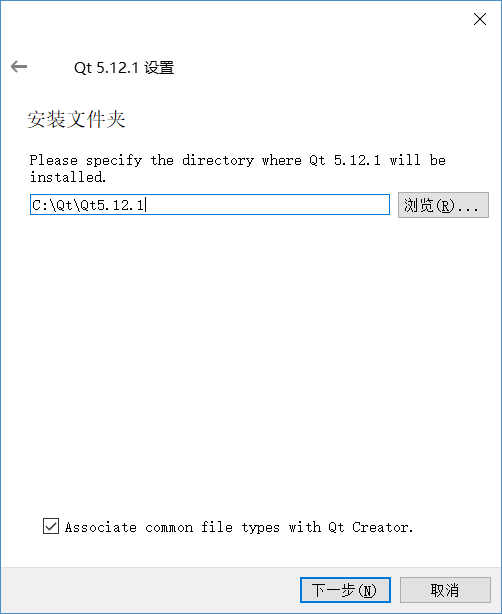 Qt 5.12.1 设置
安装文件夹
Please specify the directory where Qt 5.12.1 will be
installed.
C:\Qt\Qt5.12.1
浏览(R)...
Associate common file types with Qt Creator.
下一步(N)
取消